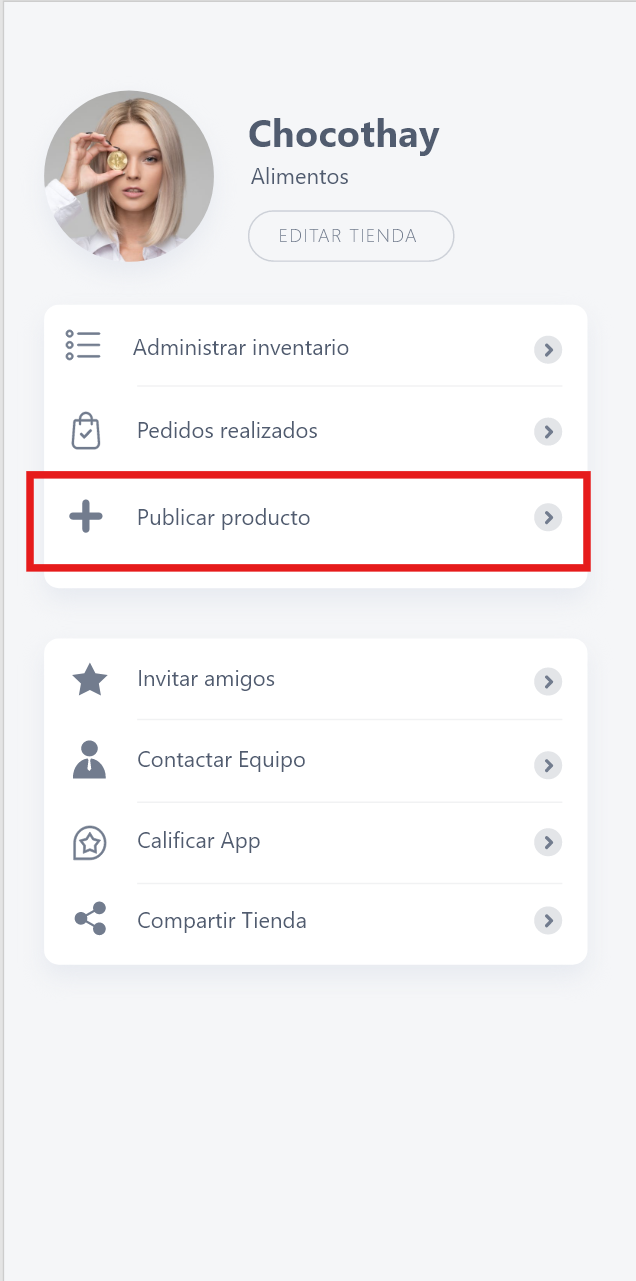 Chocothay
Alimentos
EDITAR TIENDA
Administrar inventario
Pedidos realizados
Publicar producto
Invitar amigos
Contactar Equipo
Calificar App
Compartir Tienda